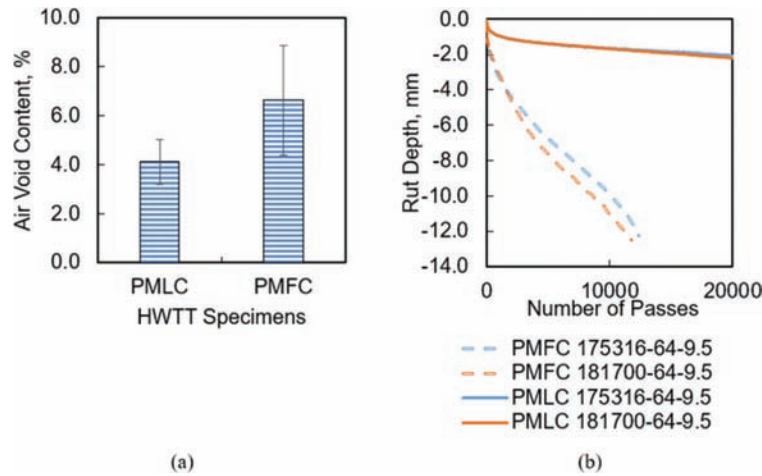 Air Void Content, %
10.0
8.0
6.0
4.0
2.0
0.0
PMLC PMFC
HWTT Specimens
(a)
Rut Depth, mm
0.0
-2.0
-4.0
-6.0
-8.0
-10.0
-12.0
-14.0
0 10000 20000
Number of Passes
PMFC 175316-64-9.5
PMFC 181700-64-9.5
PMLC 175316-64-9.5
PMLC 181700-64-9.5
(b)